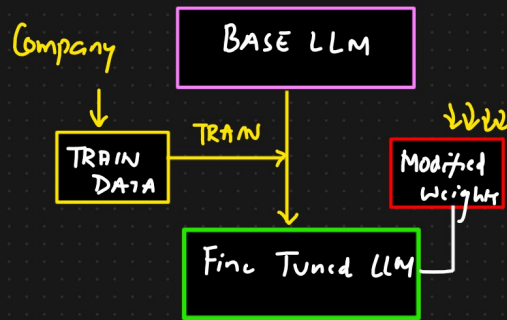 Company
BASE LLM
TRAIN
TRAIN
DATA
Modified
Weights
Fine Tuned LLM